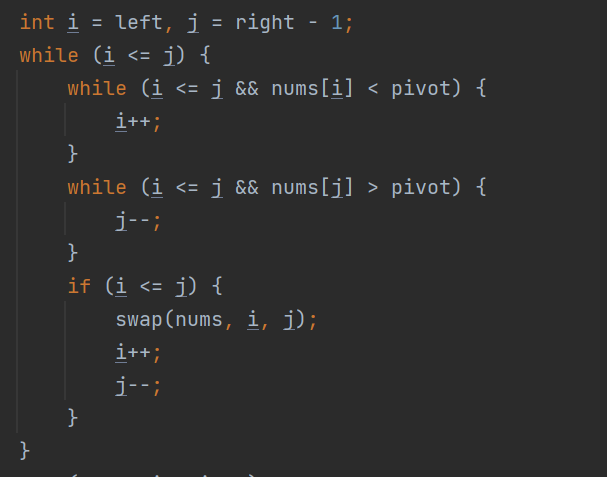 int i = left, j = right - 1;
while (i <= j) {
    while (i <= j && nums[i] < pivot) {
        i++;
    }
    while (i <= j && nums[j] > pivot) {
        j--;
    }
    if (i <= j) {
        swap(nums, i, j);
        i++;
        j--;
    }
}